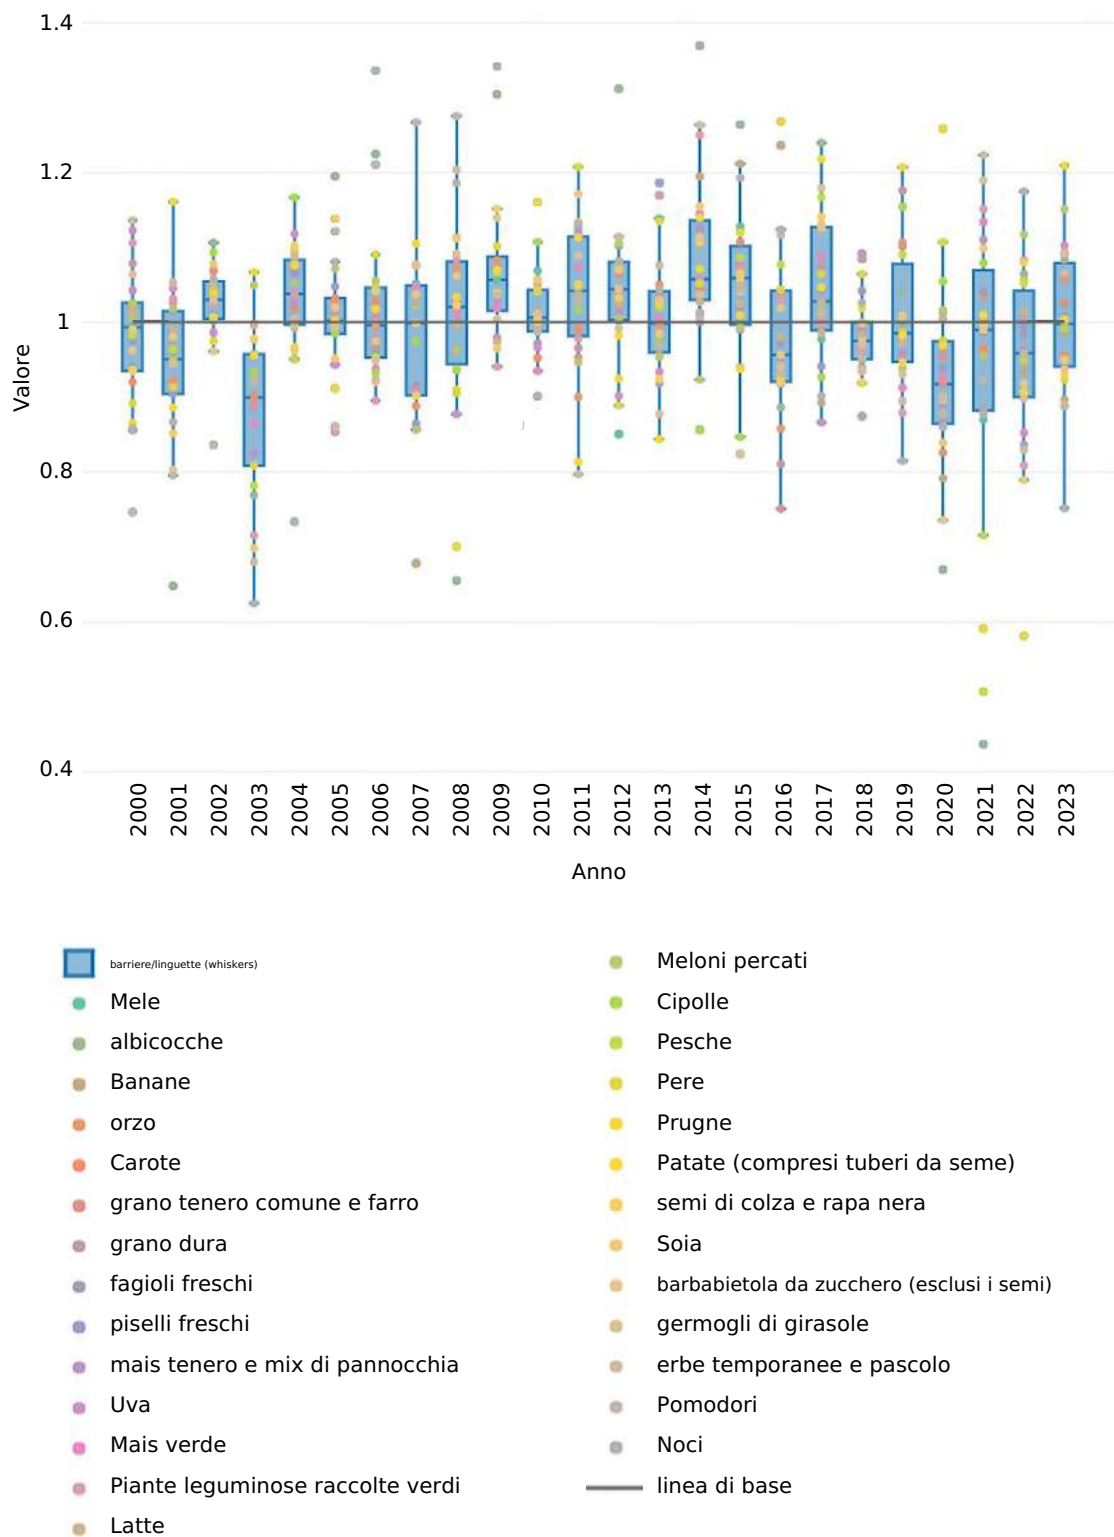 1.4
1.2
1
0.8
0.6
0.4
Valore
2000
2001
2002
2003
2004
2005
2006
2007
2008
2009
2010
2011
2012
2013
2014
2015
2016
2017
2018
2019
2020
2021
2022
2023
Anno
barriere/linguette (whiskers)
Mele
albicocche
Banane
orzo
Carote
grano tenero comune e farro
grano dura
fagioli freschi
piselli freschi
mais tenero e mix di pannocchia
Uva
Mais verde
Piante leguminose raccolte verdi
Latte
Meloni percati
Cipolle
Pesche
Pere
Prugne
Patate (compresi tuberi da seme)
semi di colza e rapa nera
Soia
barbabietola da zucchero (esclusi i semi)
germogli di girasole
erbe temporanee e pascolo
Pomodori
Noci
linea di base